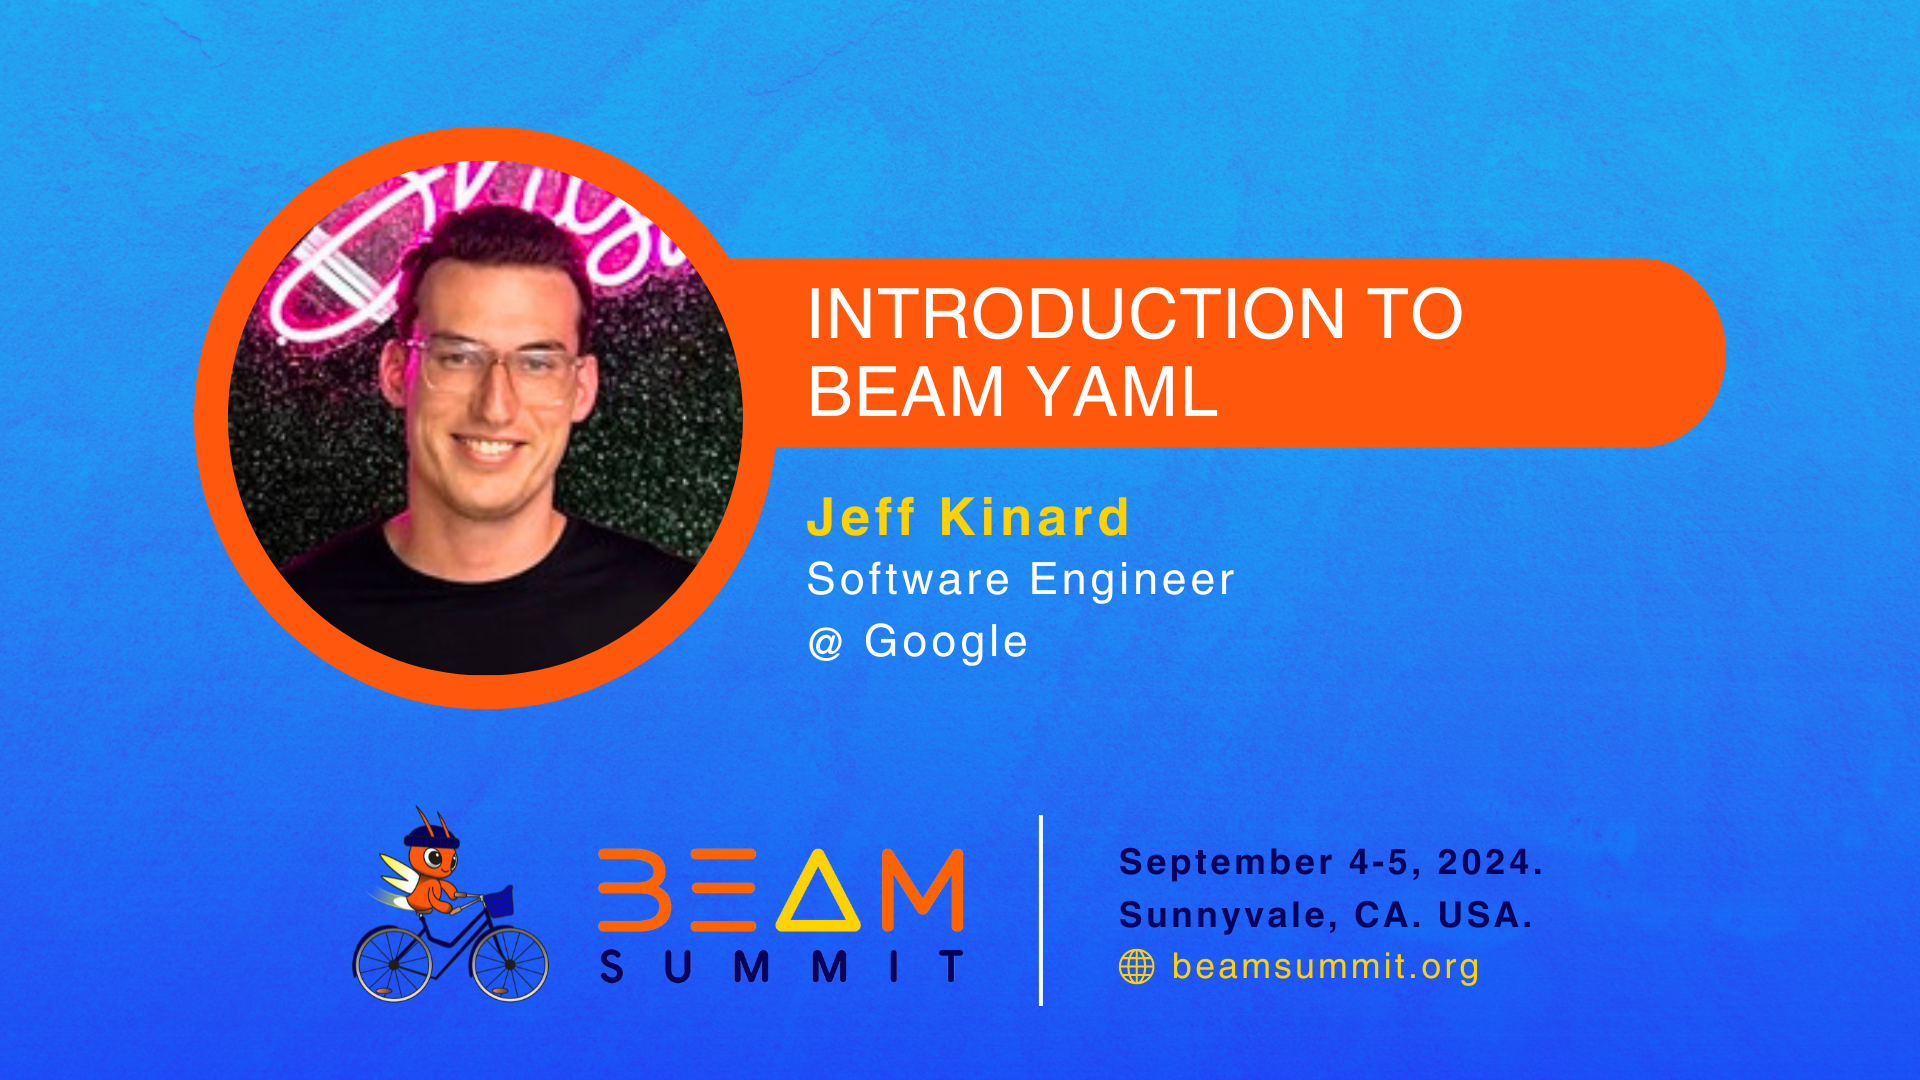 INTRODUCTION TO
BEAM YAML
Jeff Kinard
Software Engineer
@ Google
BEAM
SUMMIT
September 4-5, 2024.
Sunnyvale, CA. USA.
beamsummit.org